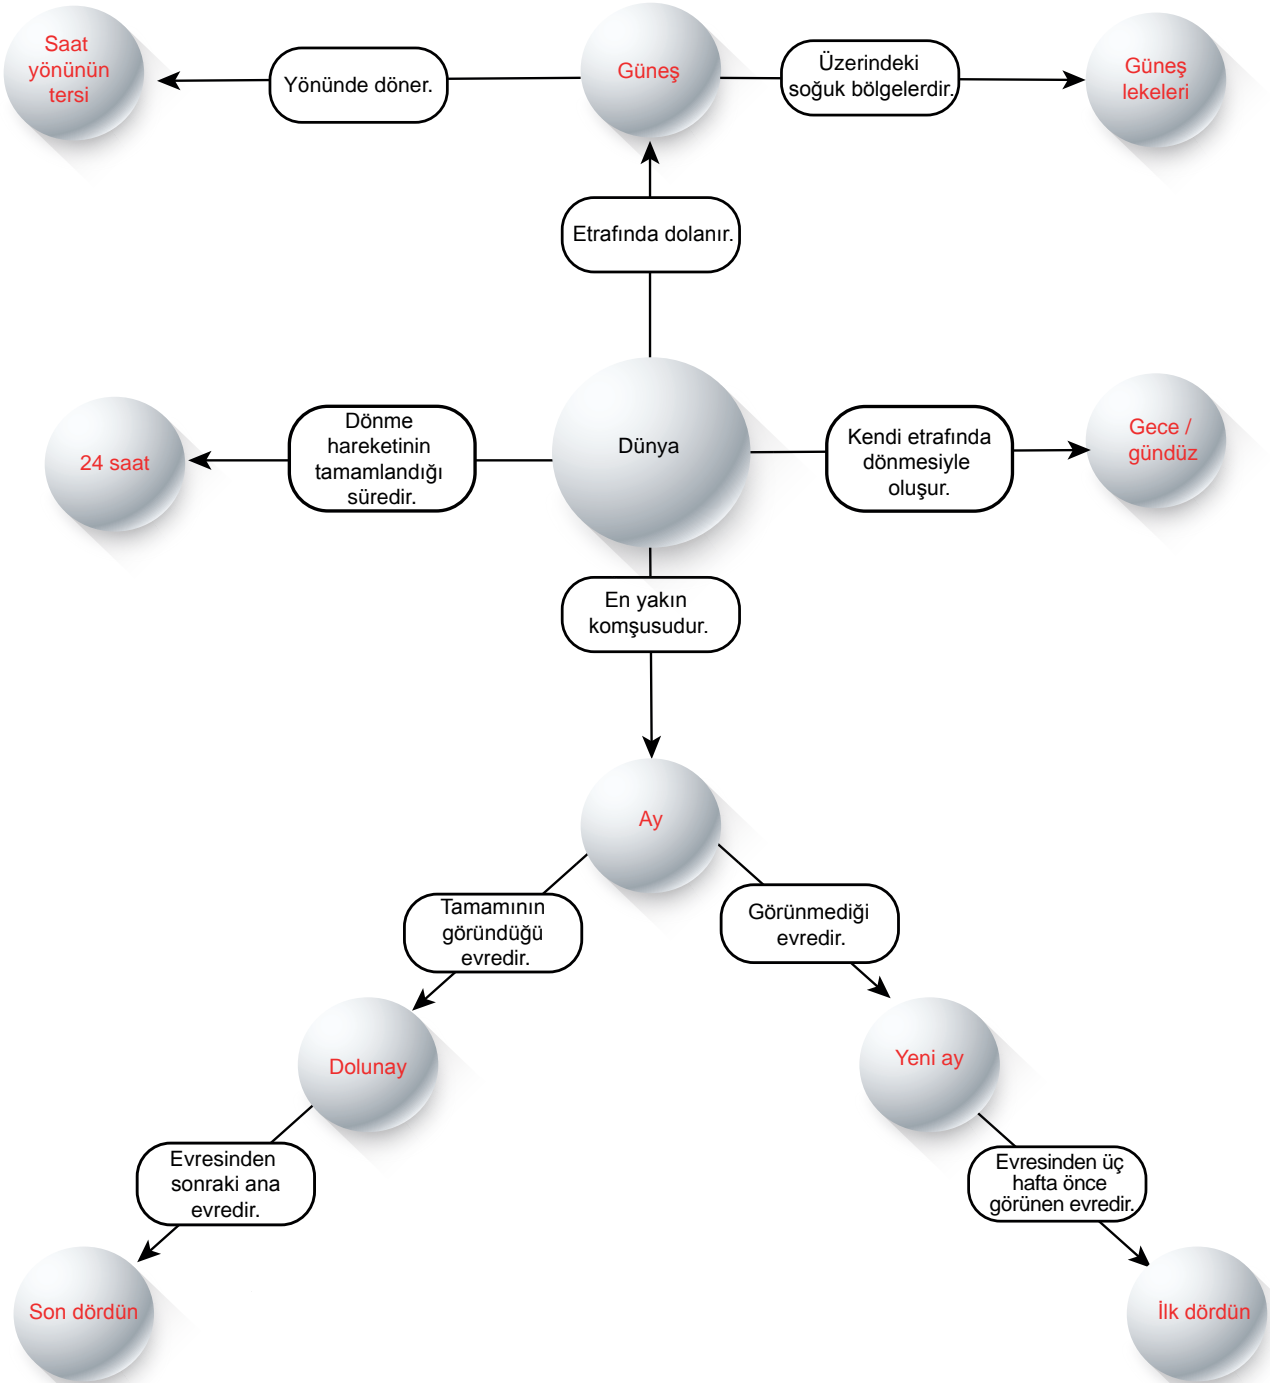 Saat
yönünün
tersi
Yönünde döner.
Güneş
Üzerindeki
soğuk bölgelerdir.
Güneş
lekeleri
Etrafında dolanır.
24 saat
Dönme
hareketinin
tamamlandığı
süredir.
Dünya
Kendi etrafında
dönmesiyle
oluşur.
Gece /
gündüz
En yakın
komşusudur.
Ay
Tamamının
göründüğü
evredir.
Görünmediği
evredir.
Dolunay
Yeni ay
Evresinden
sonraki ana
evredir.
Evresinden üç
hafta önce
görünen evredir.
Son dördün
İlk dördün